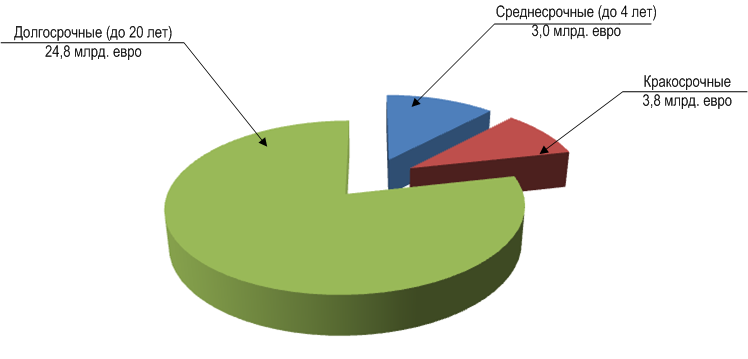 Среднесрочные (до 4 лет)
3,0 млрд. евро
Долгосрочные (до 20 лет)
24,8 млрд. евро
Кракосрочные
3,8 млрд. евро